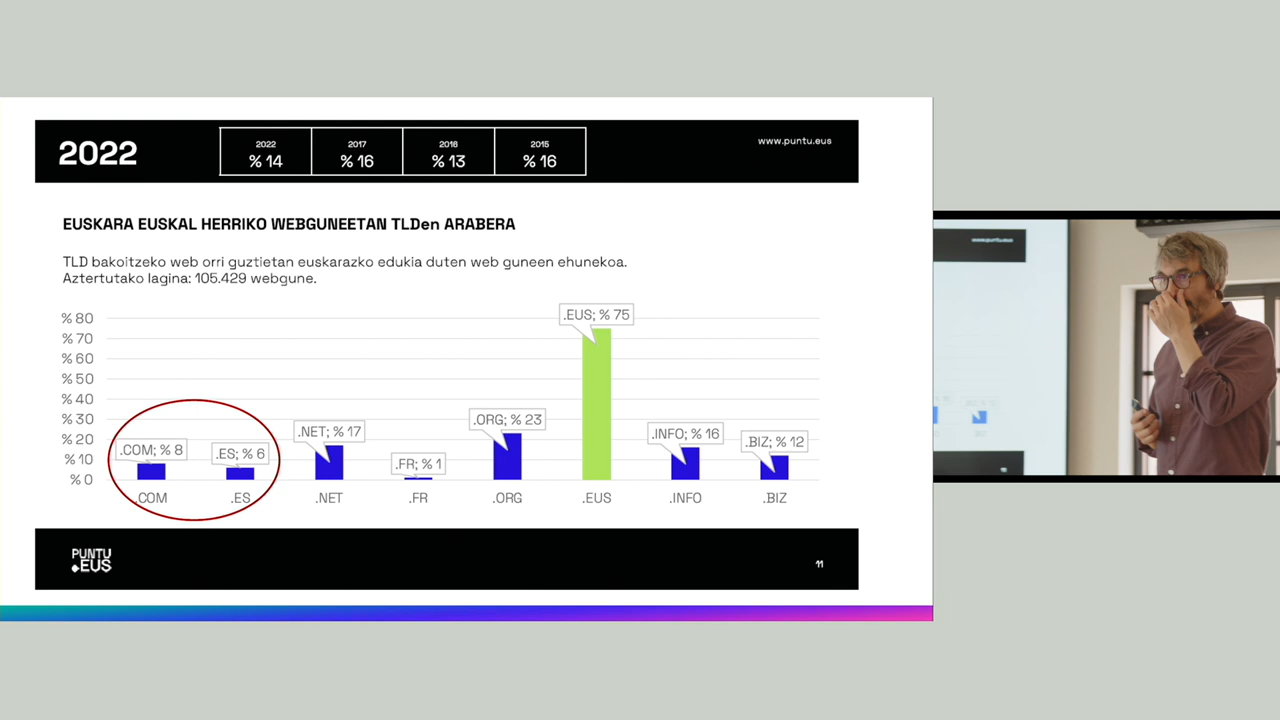 2022
2022
% 14
2017
% 16
2016
% 13
2015
% 16
www.puntu.eus
EUSKARA EUSKAL HERRIKO WEBGUNEETAN TLDen ARABERA
TLD bakoitzeko web orri guztietan euskarazko edukia duten web guneen ehunekoa.
Aztertutako lagina: 105.429 webgune.
% 80
% 70
% 60
% 50
% 40
% 30
% 20
% 10
% 0
.COM; % 8
.ES; % 6
.NET; % 17
.FR; % 1
.ORG; % 23
.EUS; % 75
.INFO; % 16
.BIZ; % 12
.COM
.ES
.NET
.FR
.ORG
.EUS
.INFO
.BIZ
PUNTU
.EUS
11
www.puntu.eus